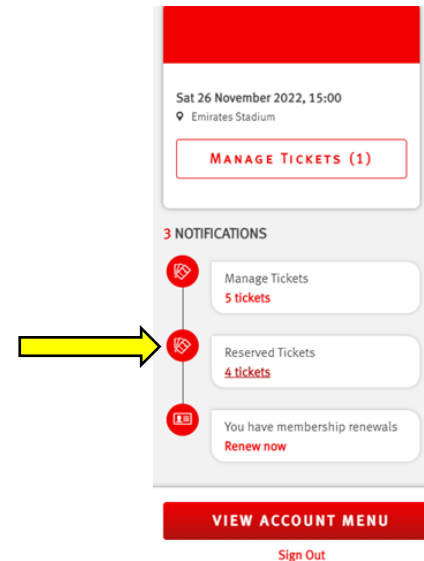 Sat 26 November 2022, 15:00
Emirates Stadium
MANAGE TICKETS (1)
3 NOTIFICATIONS
Manage Tickets
5 tickets
Reserved Tickets
4 tickets
You have membership renewals
Renew now
VIEW ACCOUNT MENU
Sign Out